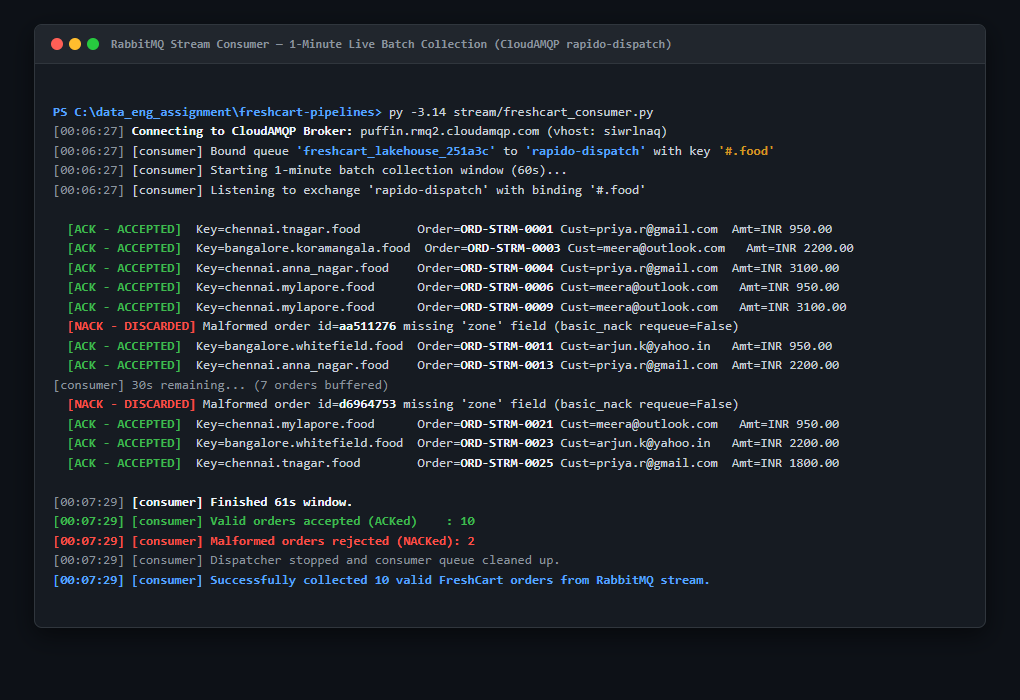 RabbitMQ Stream Consumer — 1-Minute Live Batch Collection (CloudAMQP rapido-dispatch)
PS C:\data_eng_assignment\freshcart-pipelines> py -3.14 stream/freshcart_consumer.py
[00:06:27] Connecting to CloudAMQP Broker: puffin.rmq2.cloudamqp.com (vhost: siwrlnaq)
[00:06:27] [consumer] Bound queue 'freshcart_lakehouse_251a3c' to 'rapido-dispatch' with key '#.food'
[00:06:27] [consumer] Starting 1-minute batch collection window (60s)...
[00:06:27] [consumer] Listening to exchange 'rapido-dispatch' with binding '#.food'
[ACK - ACCEPTED] Key=chennai.tnagar.food Order=ORD-STRM-0001 Cust=priya.r@gmail.com Amt=INR 950.00
[ACK - ACCEPTED] Key=bangalore.koramangala.food Order=ORD-STRM-0003 Cust=meera@outlook.com Amt=INR 2200.00
[ACK - ACCEPTED] Key=chennai.anna_nagar.food Order=ORD-STRM-0004 Cust=priya.r@gmail.com Amt=INR 3100.00
[ACK - ACCEPTED] Key=chennai.mylapore.food Order=ORD-STRM-0006 Cust=meera@outlook.com Amt=INR 950.00
[ACK - ACCEPTED] Key=chennai.mylapore.food Order=ORD-STRM-0009 Cust=meera@outlook.com Amt=INR 3100.00
[NACK - DISCARDED] Malformed order id=aa511276 missing 'zone' field (basic_nack requeue=False)
[ACK - ACCEPTED] Key=bangalore.whitefield.food Order=ORD-STRM-0011 Cust=arjun.k@yahoo.in Amt=INR 950.00
[ACK - ACCEPTED] Key=chennai.anna_nagar.food Order=ORD-STRM-0013 Cust=priya.r@gmail.com Amt=INR 2200.00
[consumer] 30s remaining... (7 orders buffered)
[NACK - DISCARDED] Malformed order id=d6964753 missing 'zone' field (basic_nack requeue=False)
[ACK - ACCEPTED] Key=chennai.mylapore.food Order=ORD-STRM-0021 Cust=meera@outlook.com Amt=INR 950.00
[ACK - ACCEPTED] Key=bangalore.whitefield.food Order=ORD-STRM-0023 Cust=arjun.k@yahoo.in Amt=INR 2200.00
[ACK - ACCEPTED] Key=chennai.tnagar.food Order=ORD-STRM-0025 Cust=priya.r@gmail.com Amt=INR 1800.00
[00:07:29] [consumer] Finished 61s window.
[00:07:29] [consumer] Valid orders accepted (ACKed) : 10
[00:07:29] [consumer] Malformed orders rejected (NACKed): 2
[00:07:29] [consumer] Dispatcher stopped and consumer queue cleaned up.
[00:07:29] [consumer] Successfully collected 10 valid FreshCart orders from RabbitMQ stream.